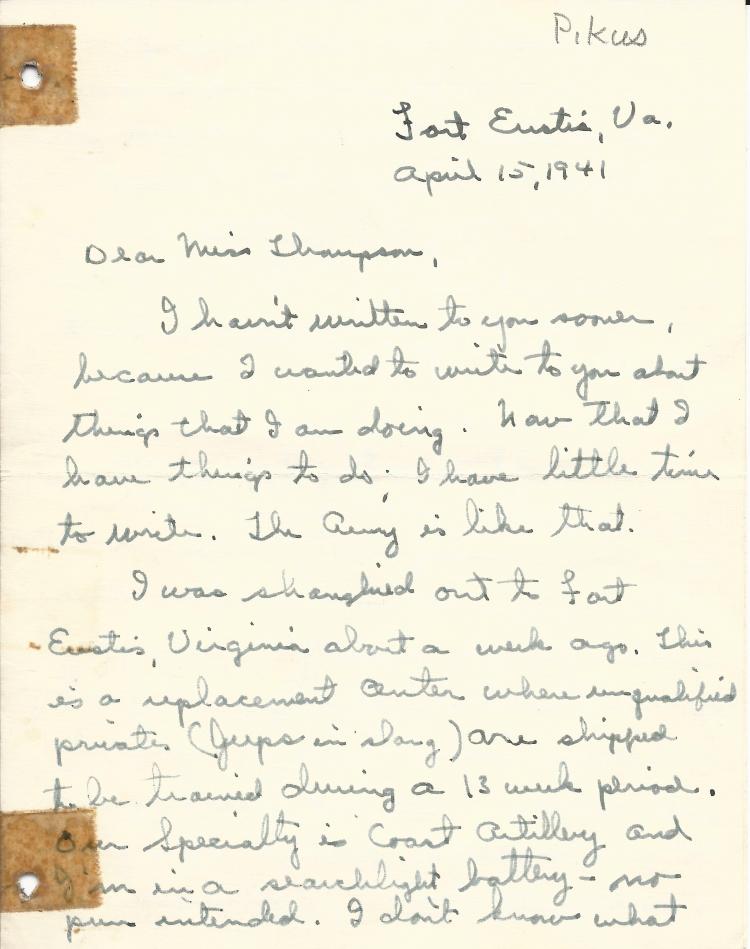 Pikus
Fort Eustis, Va.
April 15, 1941
Dear Miss Thompson,
I havn't written to you sooner,
because I wanted to write to you about
things that I am doing. Now that I
have things to do, I have little time
to write. The Army is like that.
I was shanghied out to Fort
Eustis, Virginia about a week ago. This
is a replacement center where unqualified
privates (Jeeps in slang) are shipped
to be trained during a 13 week period.
Our Specialty is Coast Artillery and
I'm in a searchlight battery - no
pun intended. I don't know what